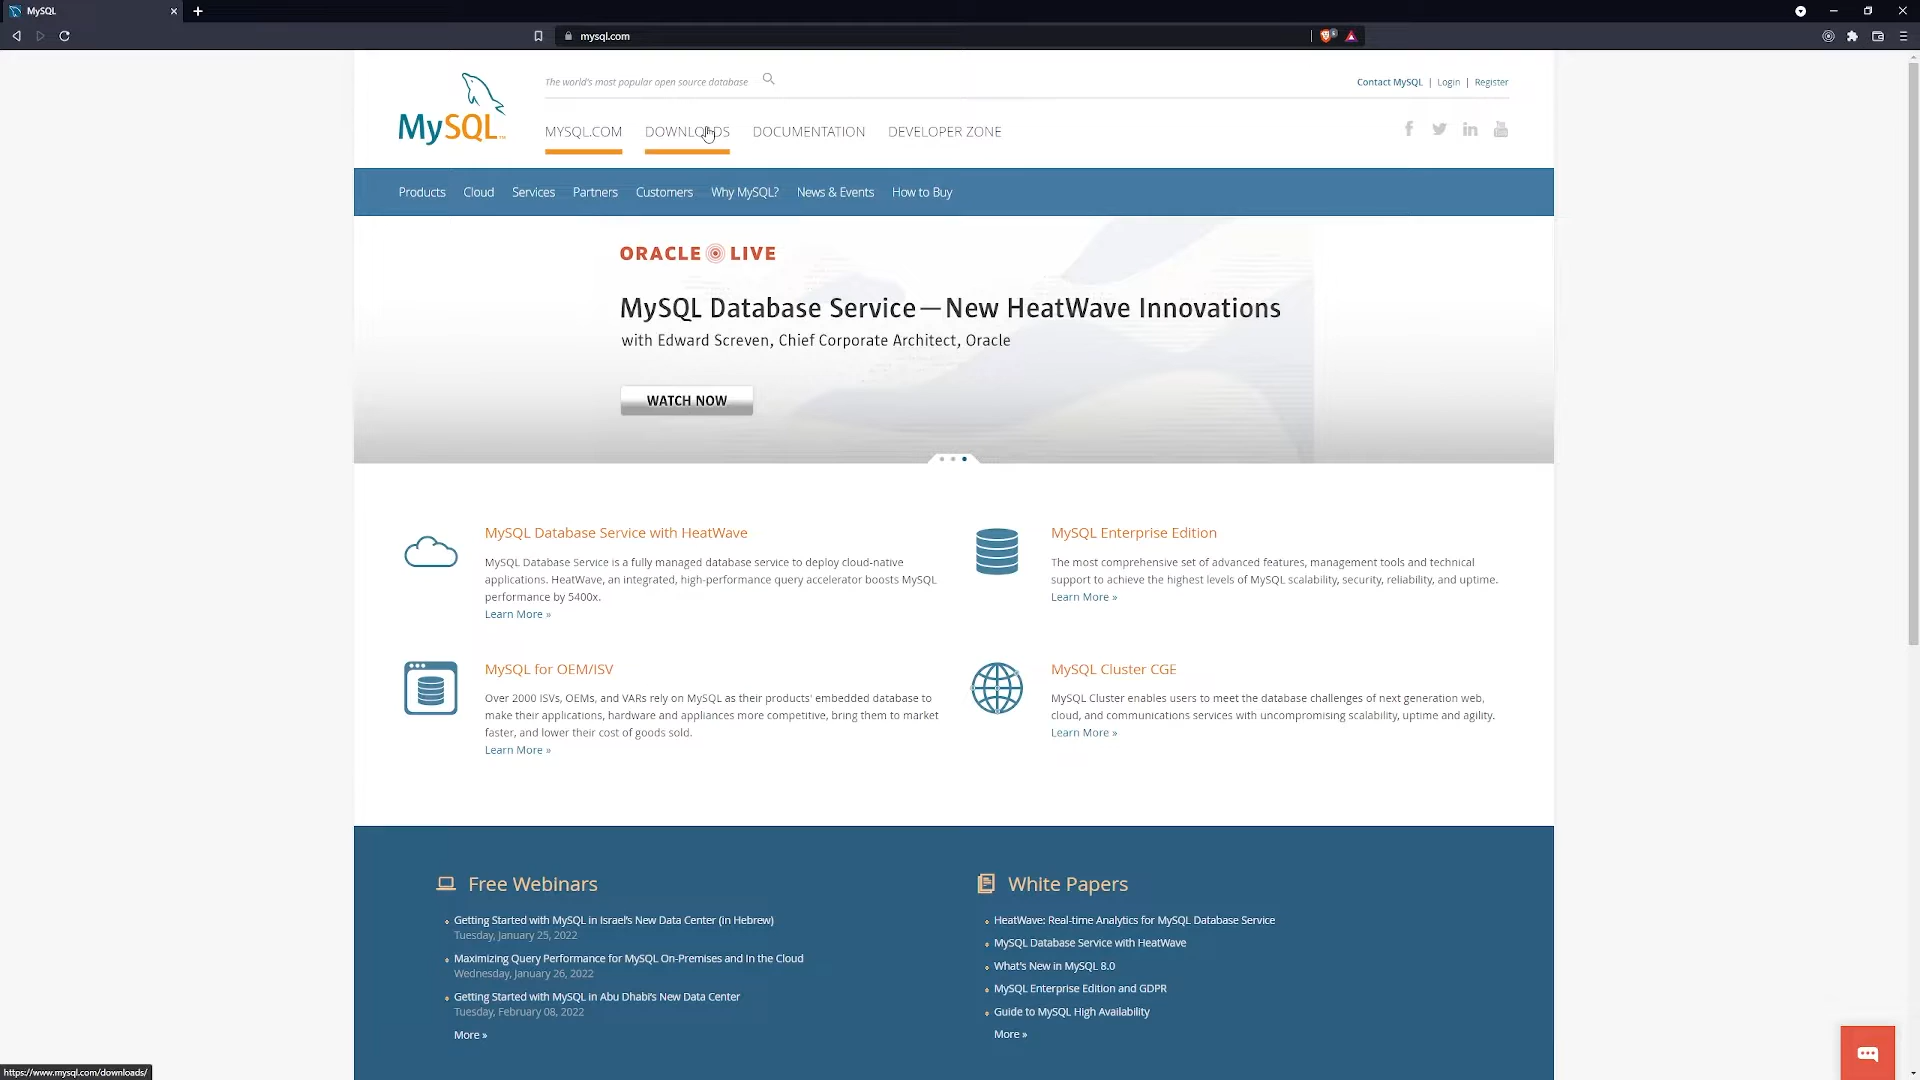 MySQL
mysql.com
MySQL™
The world's most popular open source database
Contact MySQL | Login | Register
MYSQL.COM DOWNLOADS DOCUMENTATION DEVELOPER ZONE
Products Cloud Services Partners Customers Why MySQL? News & Events How to Buy
ORACLE LIVE
MySQL Database Service—New HeatWave Innovations
with Edward Screven, Chief Corporate Architect, Oracle
WATCH NOW
MySQL Database Service with HeatWave
MySQL Database Service is a fully managed database service to deploy cloud-native
applications. HeatWave, an integrated, high-performance query accelerator boosts MySQL
performance by 5400x.
Learn More »
MySQL Enterprise Edition
The most comprehensive set of advanced features, management tools and technical
support to achieve the highest levels of MySQL scalability, security, reliability, and uptime.
Learn More »
MySQL for OEM/ISV
Over 2000 ISVs, OEMs, and VARs rely on MySQL as their products' embedded database to
make their applications, hardware and appliances more competitive, bring them to market
faster, and lower their cost of goods sold.
Learn More »
MySQL Cluster CGE
MySQL Cluster enables users to meet the database challenges of next generation web,
cloud, and communications services with uncompromising scalability, uptime and agility.
Learn More »
Free Webinars
Getting Started with MySQL in Israel's New Data Center (in Hebrew)
Tuesday, January 25, 2022
Maximizing Query Performance for MySQL On-Premises and In the Cloud
Wednesday, January 26, 2022
Getting Started with MySQL in Abu Dhabi's New Data Center
Tuesday, February 08, 2022
More »
White Papers
HeatWave: Real-time Analytics for MySQL Database Service
MySQL Database Service with HeatWave
What's New in MySQL 8.0
MySQL Enterprise Edition and GDPR
Guide to MySQL High Availability
More »
https://www.mysql.com/downloads/